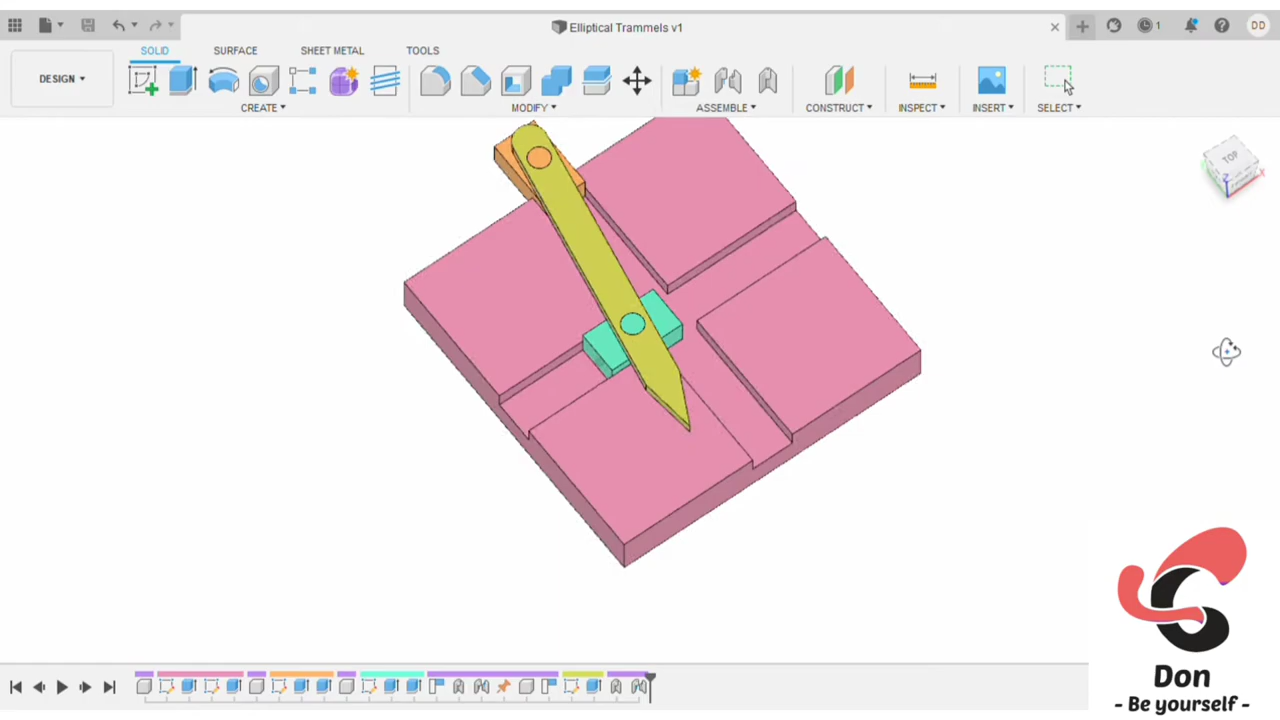 Elliptical Trammels v1
1
DD
SOLID
SURFACE
SHEET METAL
TOOLS
DESIGN
CREATE
MODIFY
ASSEMBLE
CONSTRUCT
INSPECT
INSERT
SELECT
TOP
Z
X
Don
- Be yourself -